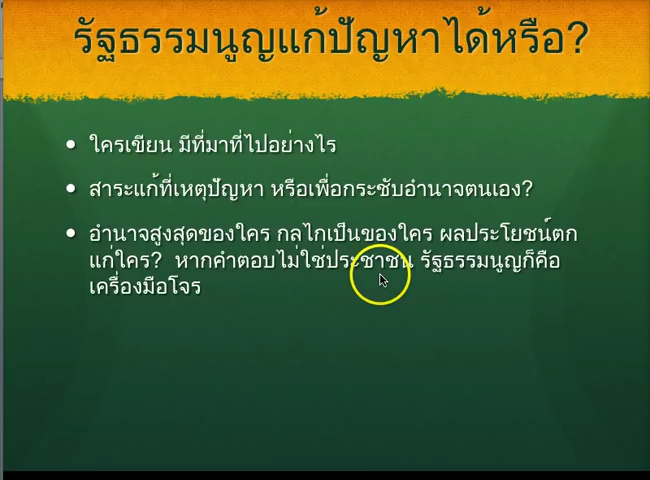 รัฐธรรมนูญแก้ปัญหาได้หรือ?
• ใครเขียน มีที่มาที่ไปอย่างไร
• สาระแก้ที่เหตุปัญหา หรือเพื่อกระชับอำนาจตนเอง?
• อำนาจสูงสุดของใคร กลไกเป็นของใคร ผลประโยชน์ตก
แก่ใคร? หากคำตอบไม่ใช่ประชาชน รัฐธรรมนูญก็คือ
เครื่องมือโจร